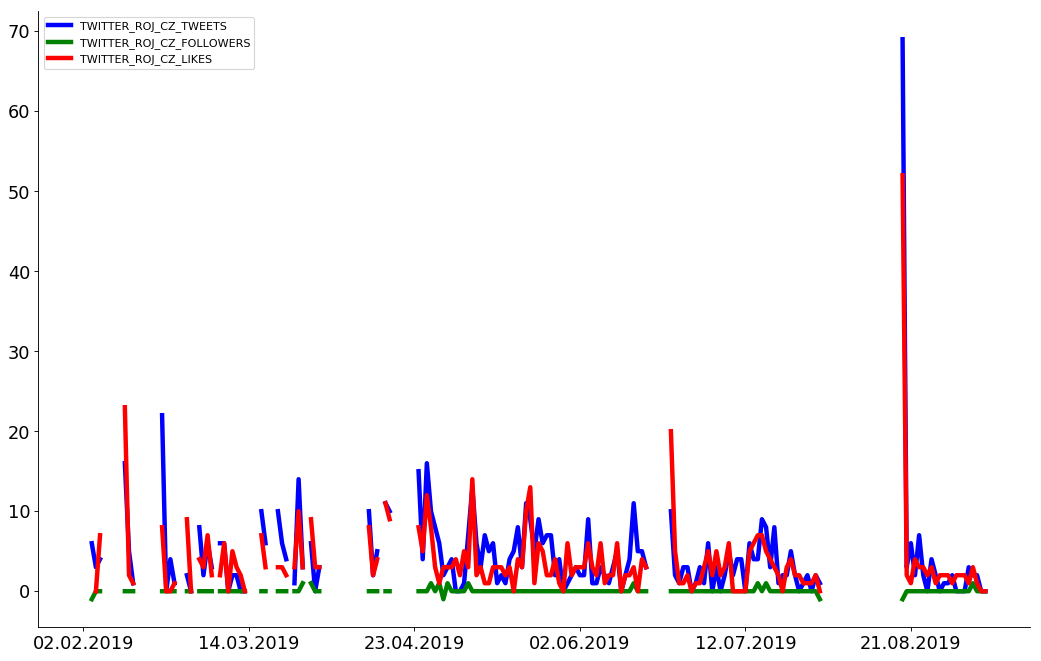 TWITTER_ROJ_CZ_TWEETS
TWITTER_ROJ_CZ_FOLLOWERS
TWITTER_ROJ_CZ_LIKES
70
60
50
40
30
20
10
0
02.02.2019 14.03.2019 23.04.2019 02.06.2019 12.07.2019 21.08.2019